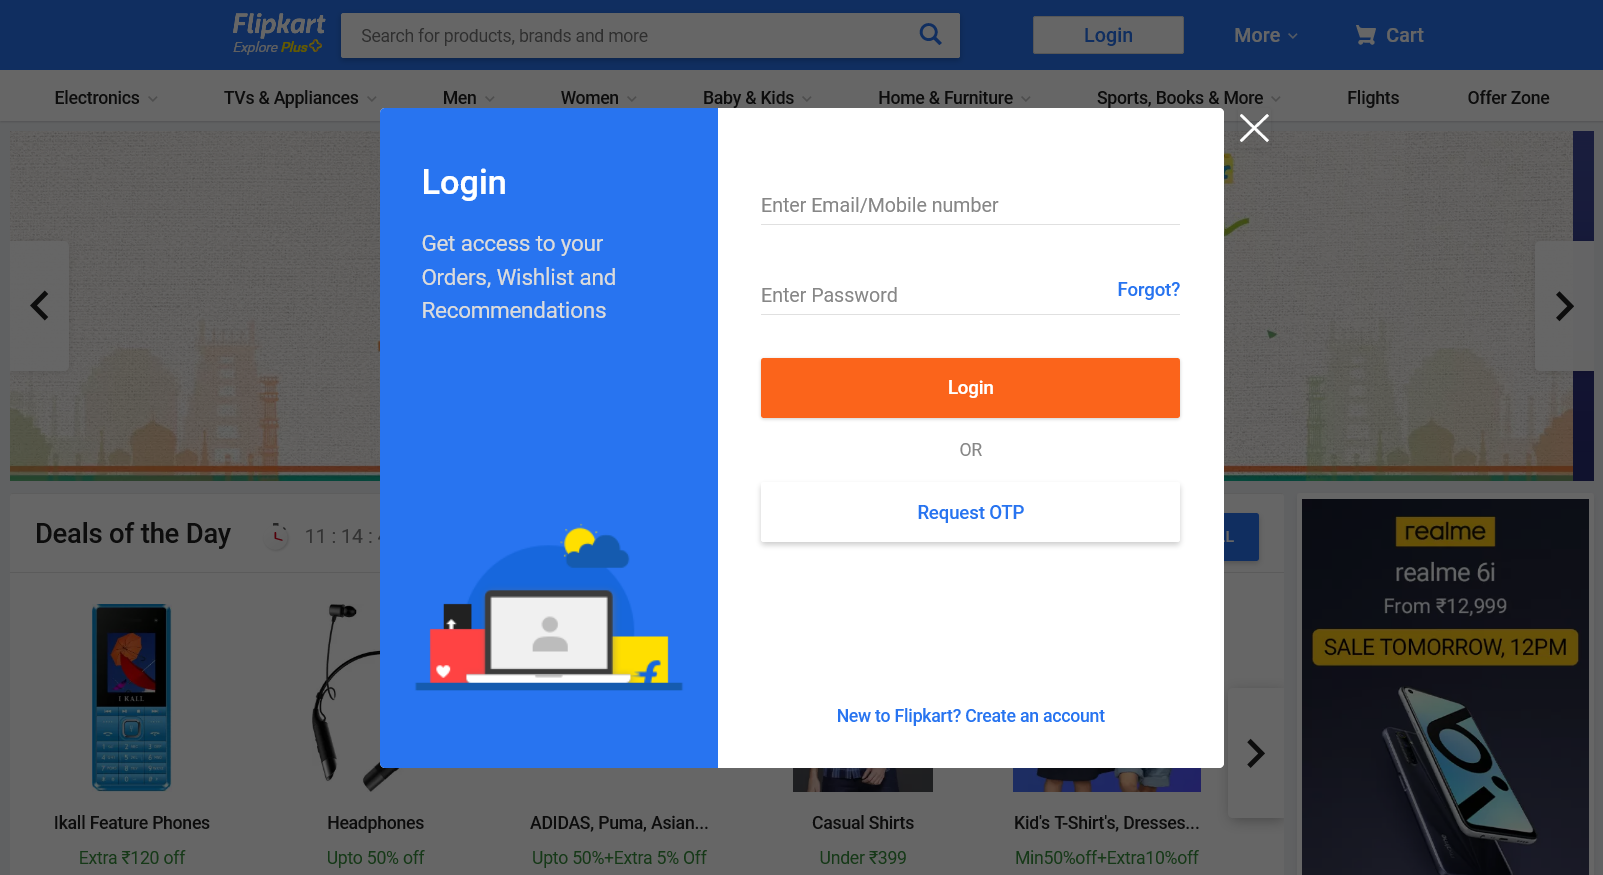 Flipkart
Explore Plus
Search for products, brands and more
Login
More
Cart
Electronics
TVs & Appliances
Men
Women
Baby & Kids
Home & Furniture
Sports, Books & More
Flights
Offer Zone
Login
Get access to your
Orders, Wishlist and
Recommendations
Enter Email/Mobile number
Enter Password
Forgot?
Login
OR
Request OTP
New to Flipkart? Create an account
Deals of the Day
11 : 14 :
realme
realme 6i
From ₹12,999
SALE TOMORROW, 12PM
6i
I KALL
Ikall Feature Phones
Extra ₹120 off
Headphones
Upto 50% off
ADIDAS, Puma, Asian...
Upto 50%+Extra 5% Off
Casual Shirts
Under ₹399
Kid's T-Shirt's, Dresses...
Min50%off+Extra10%off